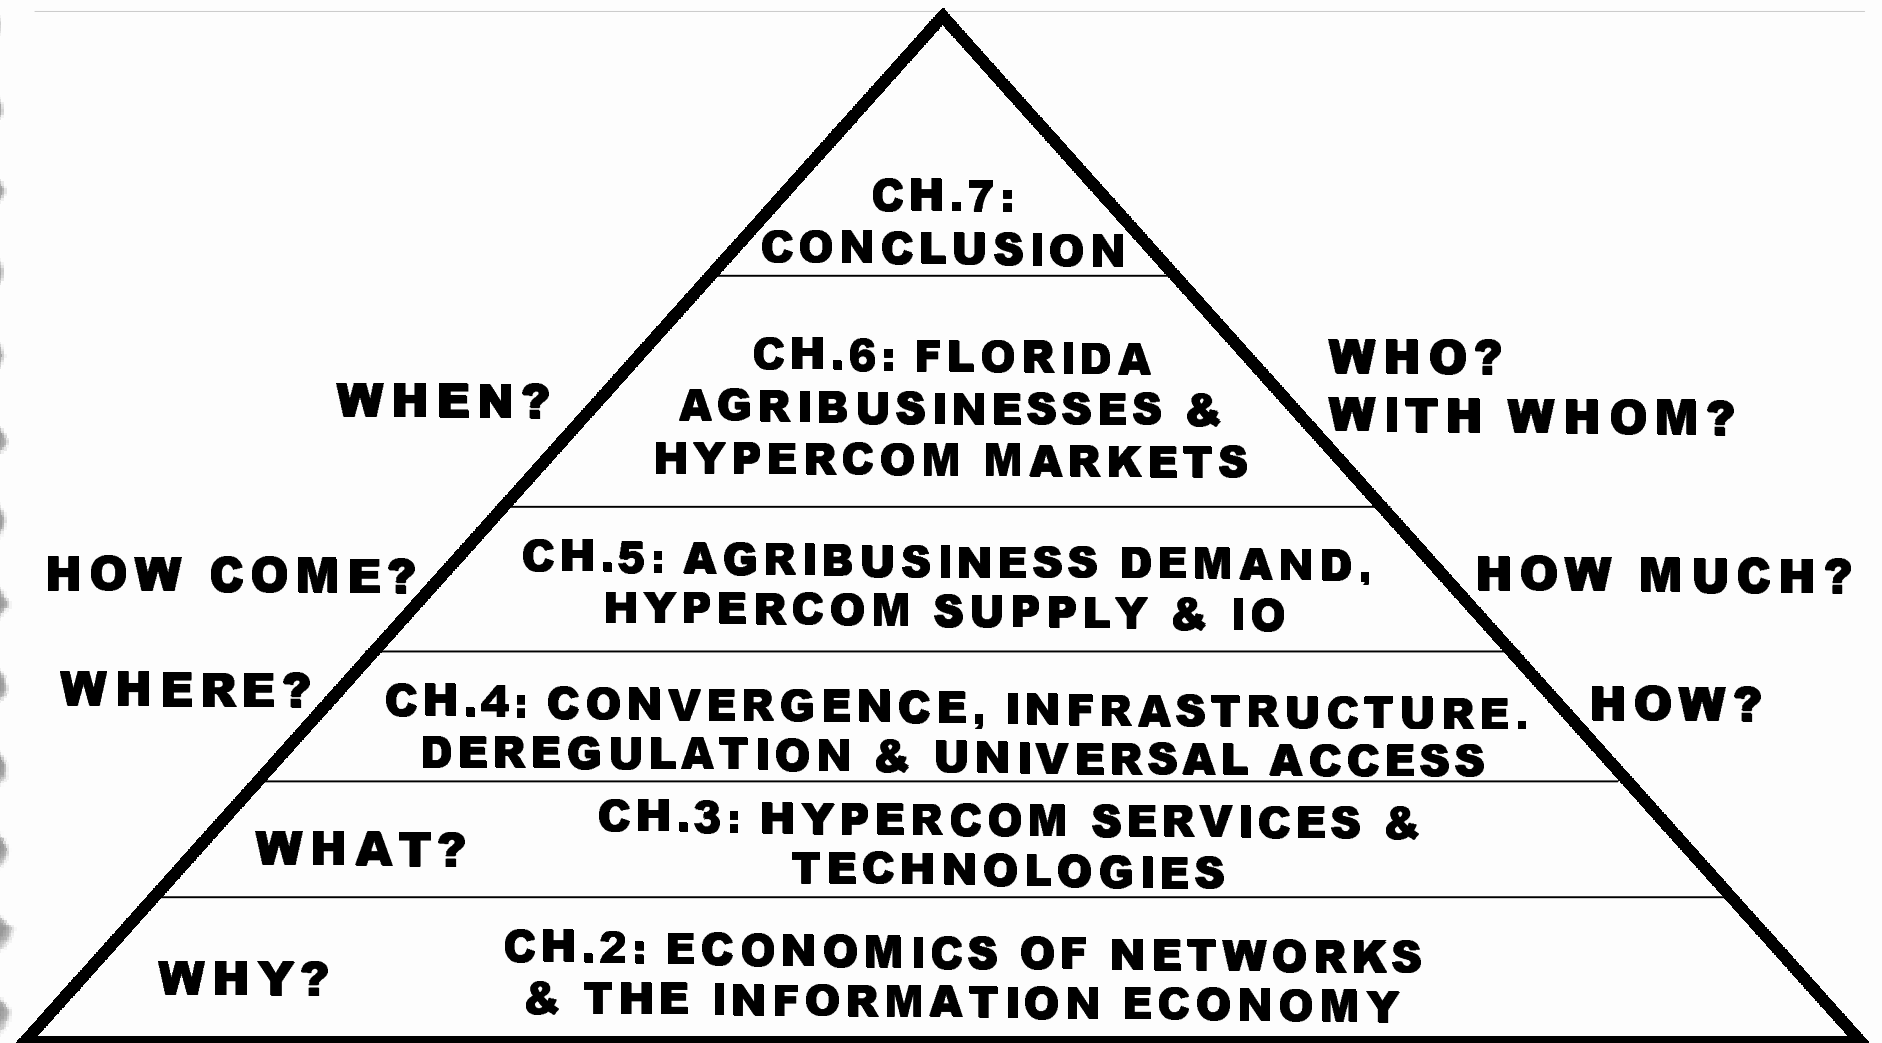 CH.7:
CONCLUSION
WHEN?
CH.6: FLORIDA
AGRIBUSINESSES &
HYPERCOM MARKETS
WHO?
WITH WHOM?
HOW COME?
CH.5: AGRIBUSINESS DEMAND,
HYPERCOM SUPPLY & IO
HOW MUCH?
WHERE?
CH.4: CONVERGENCE, INFRASTRUCTURE.
DEREGULATION & UNIVERSAL ACCESS
HOW?
WHAT?
CH.3: HYPERCOM SERVICES &
TECHNOLOGIES
WHY?
CH.2: ECONOMICS OF NETWORKS
& THE INFORMATION ECONOMY